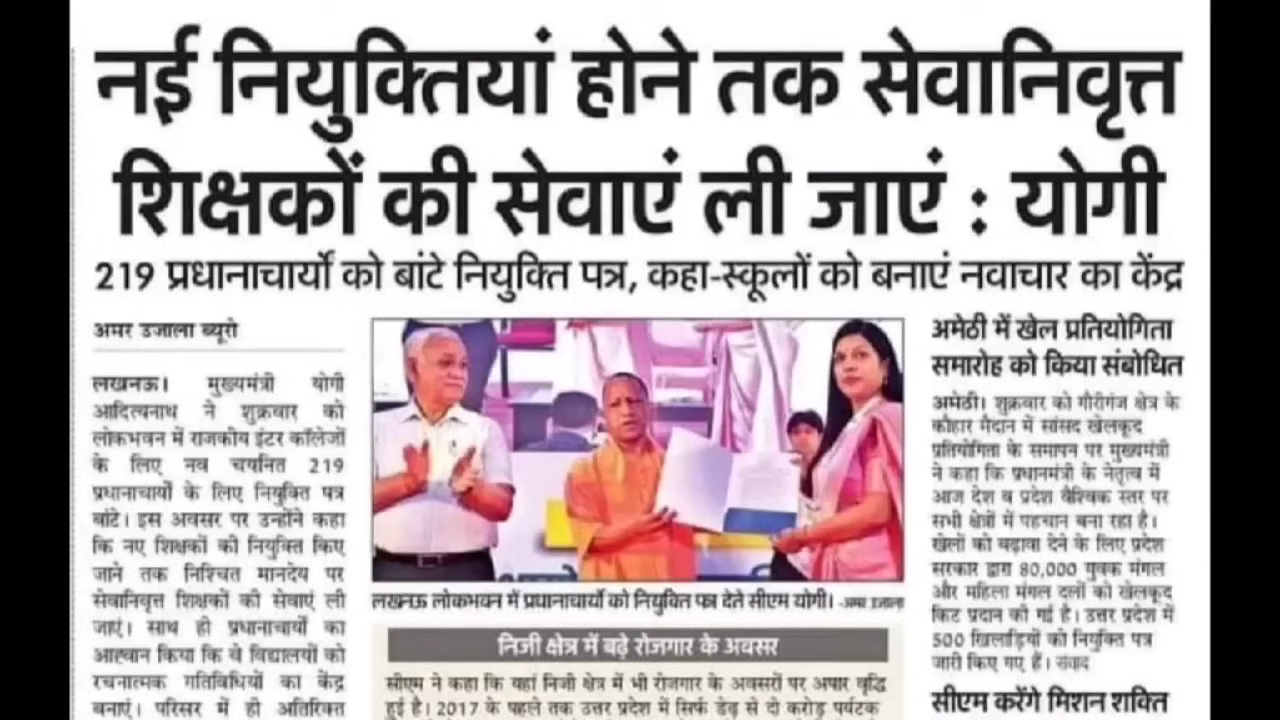 नई नियुक्तियां होने तक सेवानिवृत्त
शिक्षकों की सेवाएं ली जाएं : योगी
219 प्रधानाचार्यों को बांटे नियुक्ति पत्र, कहा-स्कूलों को बनाएं नवाचार का केंद्र
अमर उजाला ब्यूरो
लखनऊ। मुख्यमंत्री योगी
आदित्यनाथ ने शुक्रवार को
लोकभवन में राजकीय इंटर कॉलेजों
के लिए नव चयनित 219
प्रधानाचार्यों के लिए नियुक्ति पत्र
बांटे। इस अवसर पर उन्होंने कहा
कि नए शिक्षकों की नियुक्ति किए
जाने तक निश्चित मानदेय पर
सेवानिवृत्त शिक्षकों की सेवाएं ली
जाएं। साथ ही प्रधानाचार्यों का
आह्वान किया कि वे विद्यालयों को
रचनात्मक गतिविधियों का केंद्र
बनाएं। परिसर में ही अतिरिक्त
लखनऊ लोकभवन में प्रधानाचार्यों को नियुक्ति पत्र देते सीएम योगी। -अमर उजाला
निजी क्षेत्र में बढ़े रोजगार के अवसर
सीएम ने कहा कि यहां निजी क्षेत्र में भी रोजगार के अवसरों पर अपार वृद्धि
हुई है। 2017 के पहले तक उत्तर प्रदेश में सिर्फ डेढ़ से दो करोड़ पर्यटक
अमेठी में खेल प्रतियोगिता
समारोह को किया संबोधित
अमेठी। शुक्रवार को गौरीगंज क्षेत्र के
कौहार मैदान में सांसद खेलकूद
प्रतियोगिता के समापन पर मुख्यमंत्री
ने कहा कि प्रधानमंत्री के नेतृत्व में
आज देश व प्रदेश वैश्विक स्तर पर
सभी क्षेत्रों में पहचान बना रहा है।
खेलों को बढ़ावा देने के लिए प्रदेश
सरकार द्वारा 80,000 युवक मंगल
और महिला मंगल दलों को खेलकूद
किट प्रदान की गई है। उत्तर प्रदेश में
500 खिलाड़ियों को नियुक्ति पत्र
जारी किए गए हैं। संवाद
सीएम करेंगे मिशन शक्ति